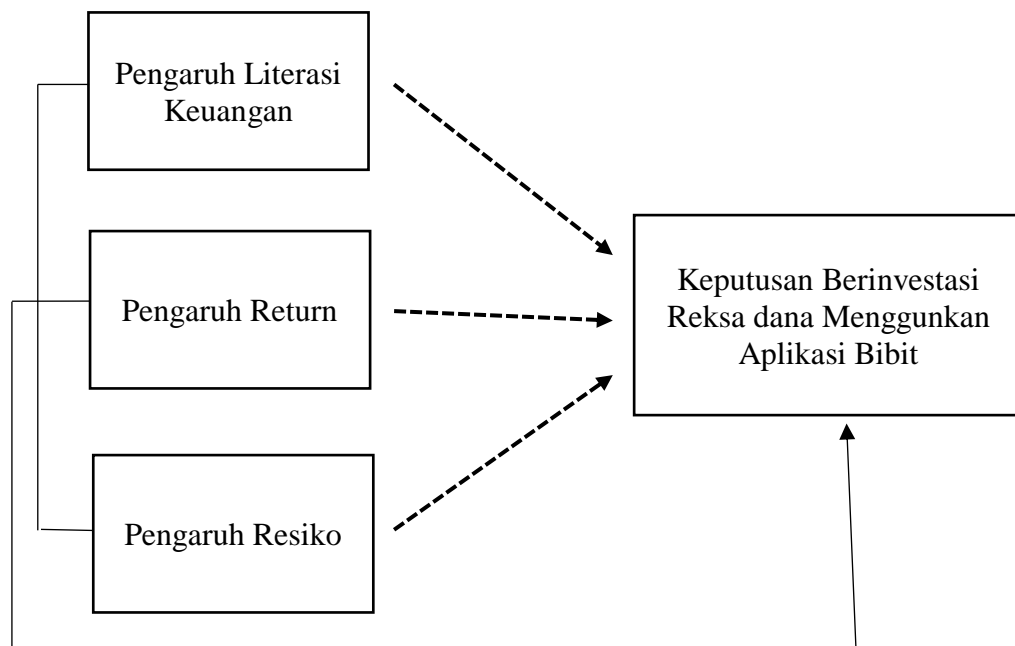 Pengaruh Literasi
Keuangan
Pengaruh Return
Pengaruh Resiko
Keputusan Berinvestasi
Reksa dana Menggunkan
Aplikasi Bibit